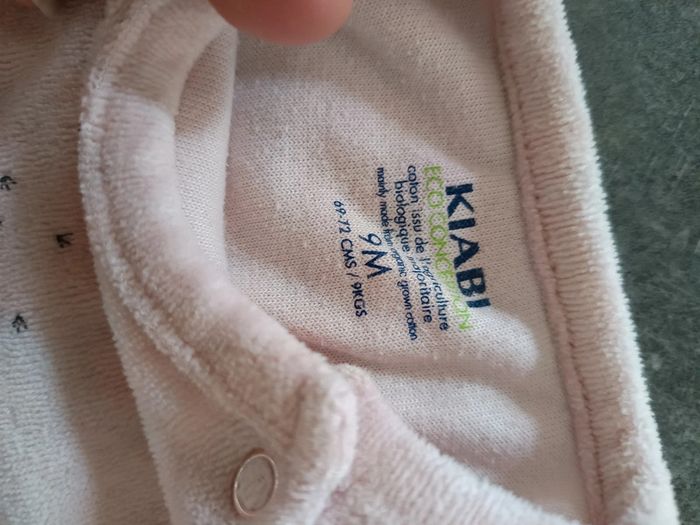 KIABI
ECO CONCEPTION
coton issu de l'agriculture
biologique majoritaire
mainly made from organic grown cotton
9M
69-72 CMS / 9KGS